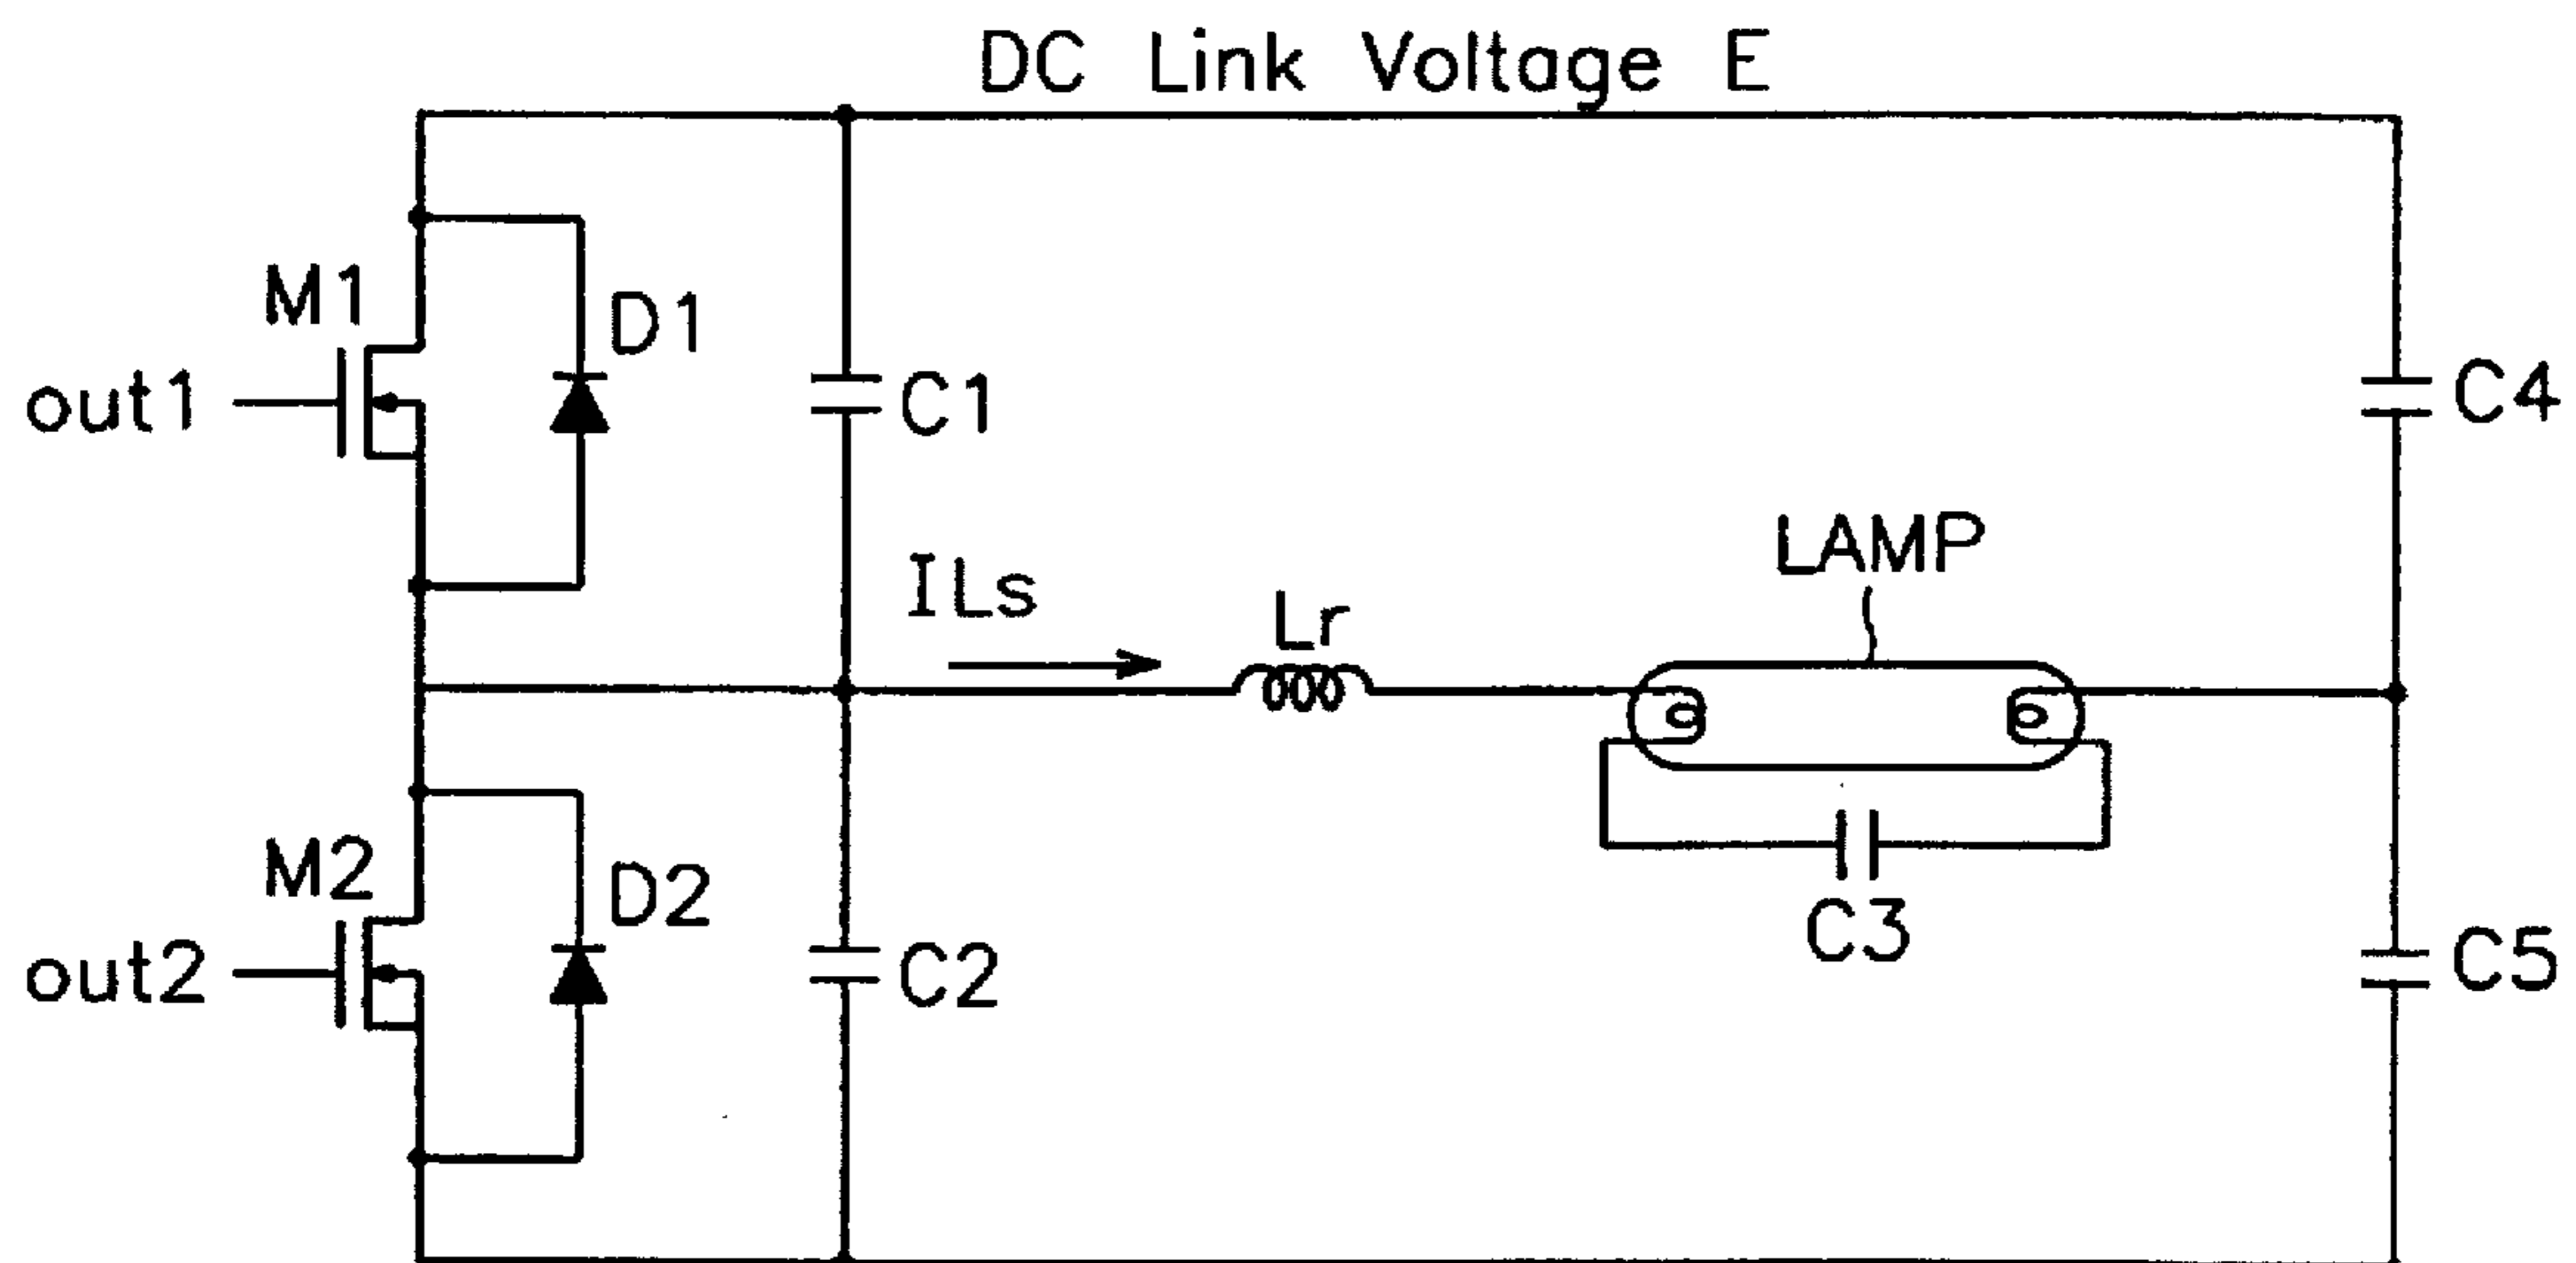 DC Link Voltage E
M1
D1
out1
C1
C4
ILs
Lr
LAMP
M2
D2
out2
C2
C3
C5